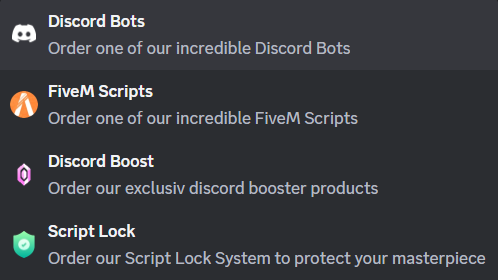 Discord Bots
Order one of our incredible Discord Bots
FiveM Scripts
Order one of our incredible FiveM Scripts
Discord Boost
Order our exclusiv discord booster products
Script Lock
Order our Script Lock System to protect your masterpiece